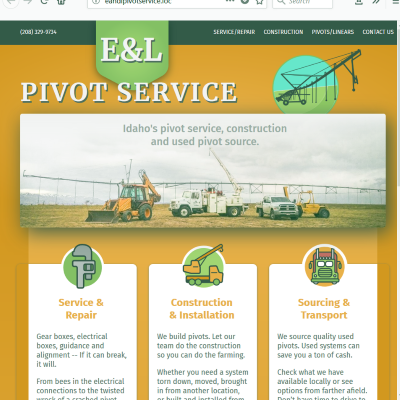 eandlpivotservice.loc
Search
(208) 329-9734
SERVICE/REPAIR CONSTRUCTION PIVOTS/LINEARS CONTACT US
E&L
PIVOT SERVICE
Idaho's pivot service, construction
and used pivot source.
Service &
Repair
Gear boxes, electrical
boxes, guidance and
alignment — If it can break,
it will.
From bees in the electrical
connections to the twisted
wreck of a crashed pivot
Construction
& Installation
We build pivots. Let our
team do the construction
so you can do the farming.
Whether you need a system
torn down, moved, brought
in from another location,
or built and installed from
Sourcing &
Transport
We source quality used
pivots. Used systems can
save you a ton of cash.
Check what we have
available locally or see
options from farther afield.
Don't have time to drive to